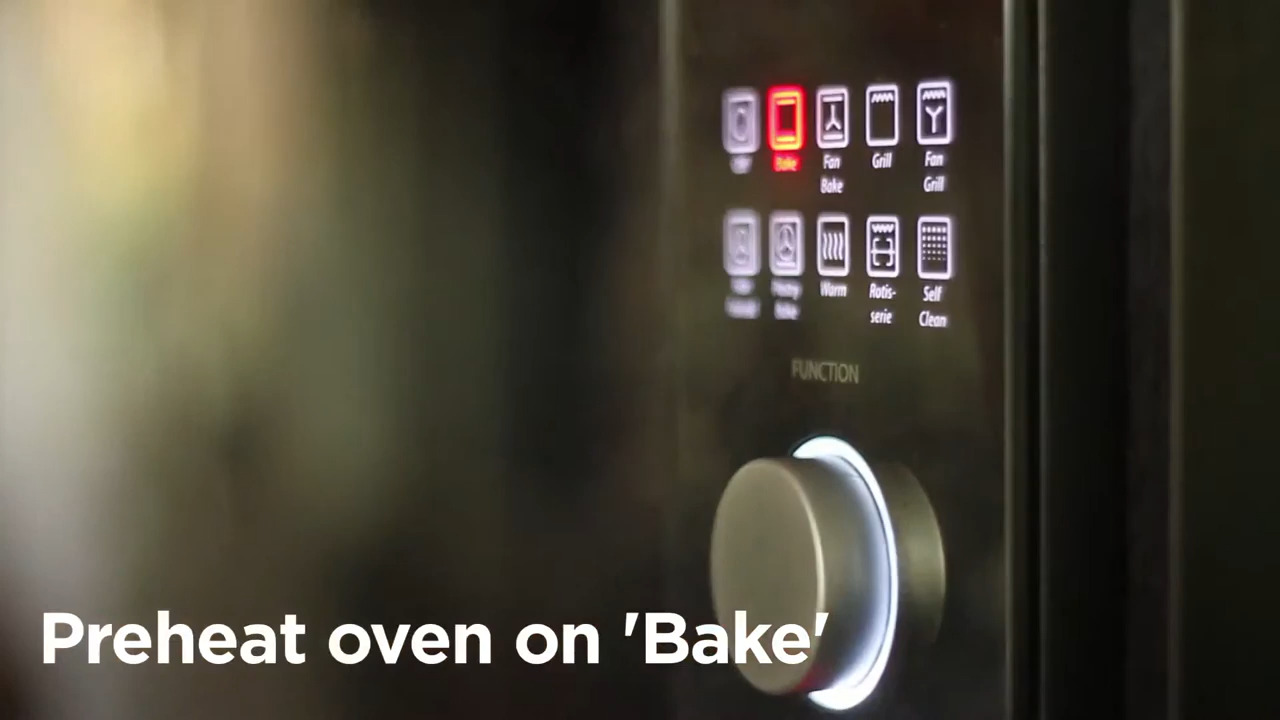 Bake
Fan
Bake
Grill
Fan
Grill
Warm
Rotis-
serie
Self
Clean
FUNCTION
Preheat oven on 'Bake'